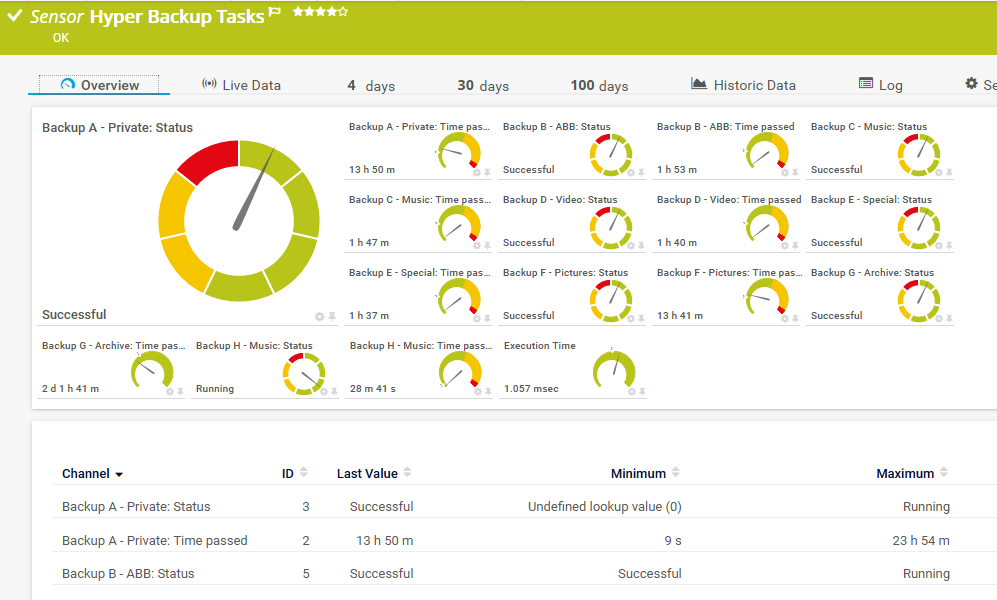 Sensor Hyper Backup Tasks
OK
Overview Live Data 4 days 30 days 100 days Historic Data Log Se
Backup A - Private: Status
Successful
Backup A - Private: Time pas...
13 h 50 m
Backup B - ABB: Status
Successful
Backup B - ABB: Time passed
1 h 53 m
Backup C - Music: Status
Successful
Backup C - Music: Time pass...
1 h 47 m
Backup D - Video: Status
Successful
Backup D - Video: Time passed
1 h 40 m
Backup E - Special: Status
Successful
Backup E - Special: Time pas...
1 h 37 m
Backup F - Pictures: Status
Successful
Backup F - Pictures: Time pas...
13 h 41 m
Backup G - Archive: Status
Successful
Backup G - Archive: Time pas...
2 d 1 h 41 m
Backup H - Music: Status
Running
Backup H - Music: Time pass...
28 m 41 s
Execution Time
1.057 msec
Channel ID Last Value Minimum Maximum
Backup A - Private: Status 3 Successful Undefined lookup value (0) Running
Backup A - Private: Time passed 2 13 h 50 m 9 s 23 h 54 m
Backup B - ABB: Status 5 Successful Successful Running